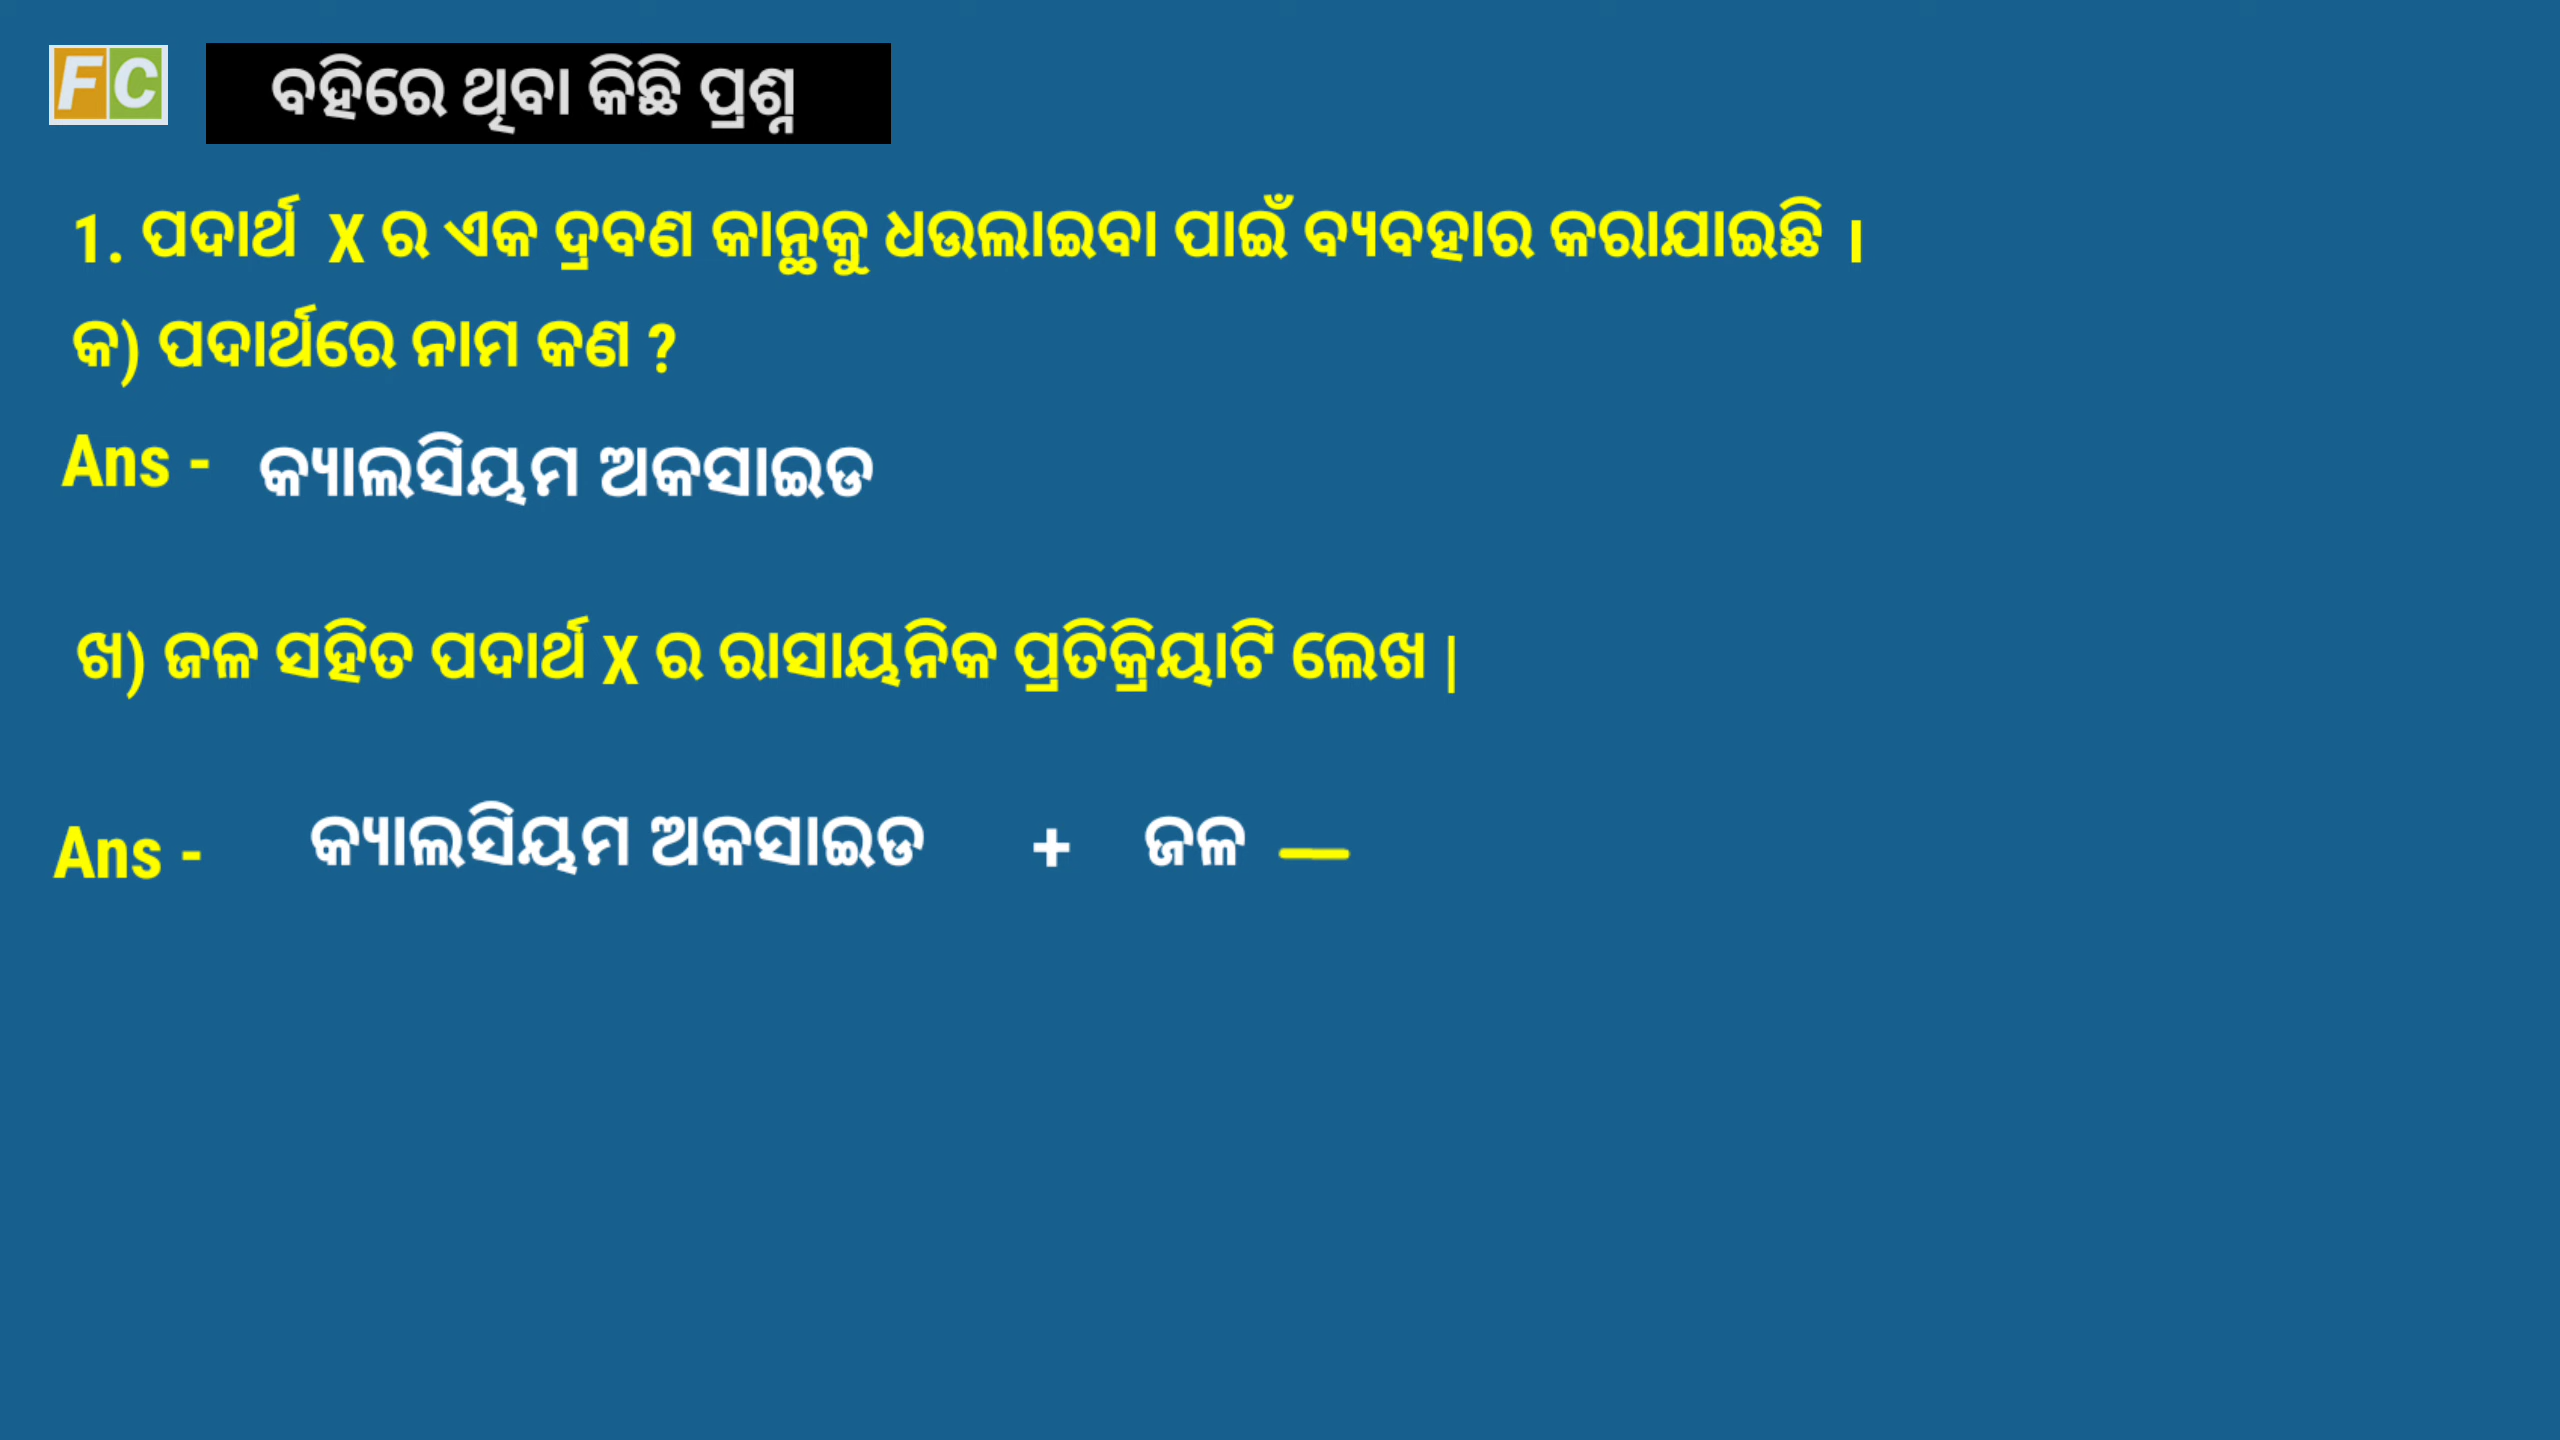 FC
ବହିରେ ଥିବା କିଛି ପ୍ରଶ୍ନ
1. ପଦାର୍ଥ X ର ଏକ ଦ୍ରବଣ କାନ୍ଥକୁ ଧଉଲାଇବା ପାଇଁ ବ୍ୟବହାର କରାଯାଇଛି ।
କ) ପଦାର୍ଥରେ ନାମ କଣ ?
Ans - କ୍ୟାଲସିୟମ ଅକସାଇଡ
ଖ) ଜଳ ସହିତ ପଦାର୍ଥ X ର ରାସାୟନିକ ପ୍ରତିକ୍ରିୟାଟି ଲେଖ |
Ans - କ୍ୟାଲସିୟମ ଅକସାଇଡ + ଜଳ —